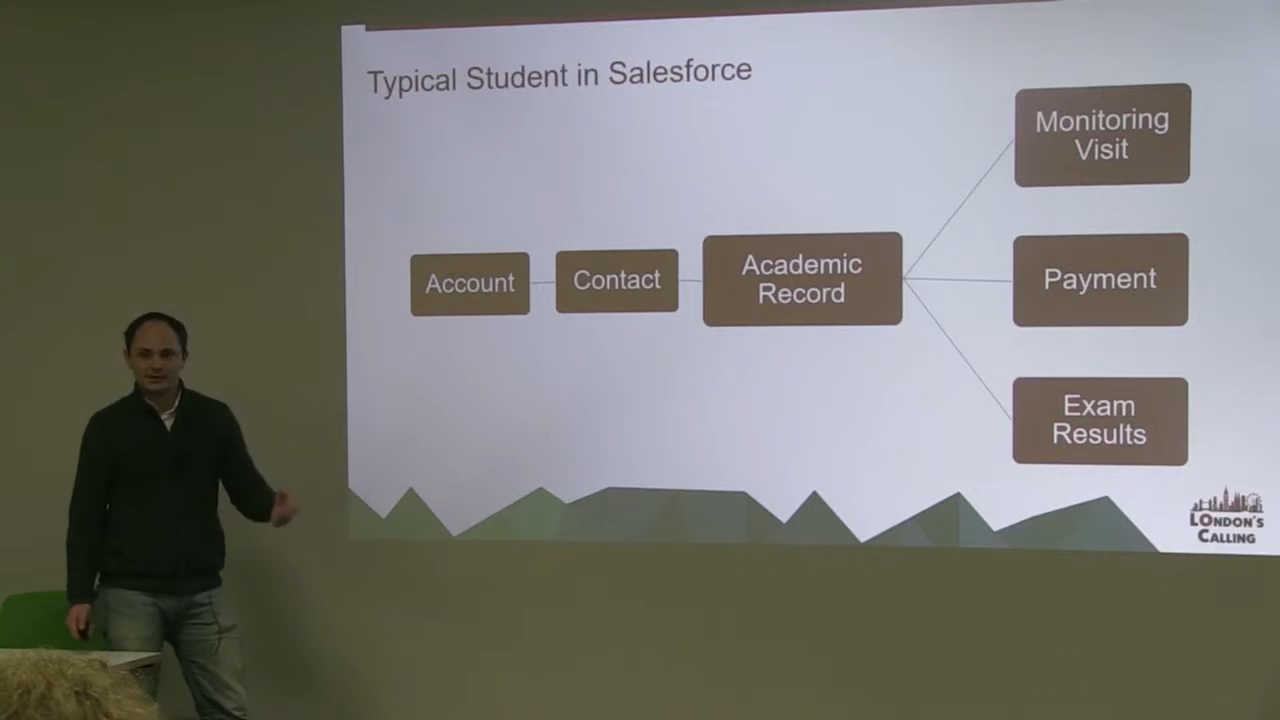 Typical Student in Salesforce
Monitoring
Visit
Account
Contact
Academic
Record
Payment
Exam
Results
LONDON'S
CALLING